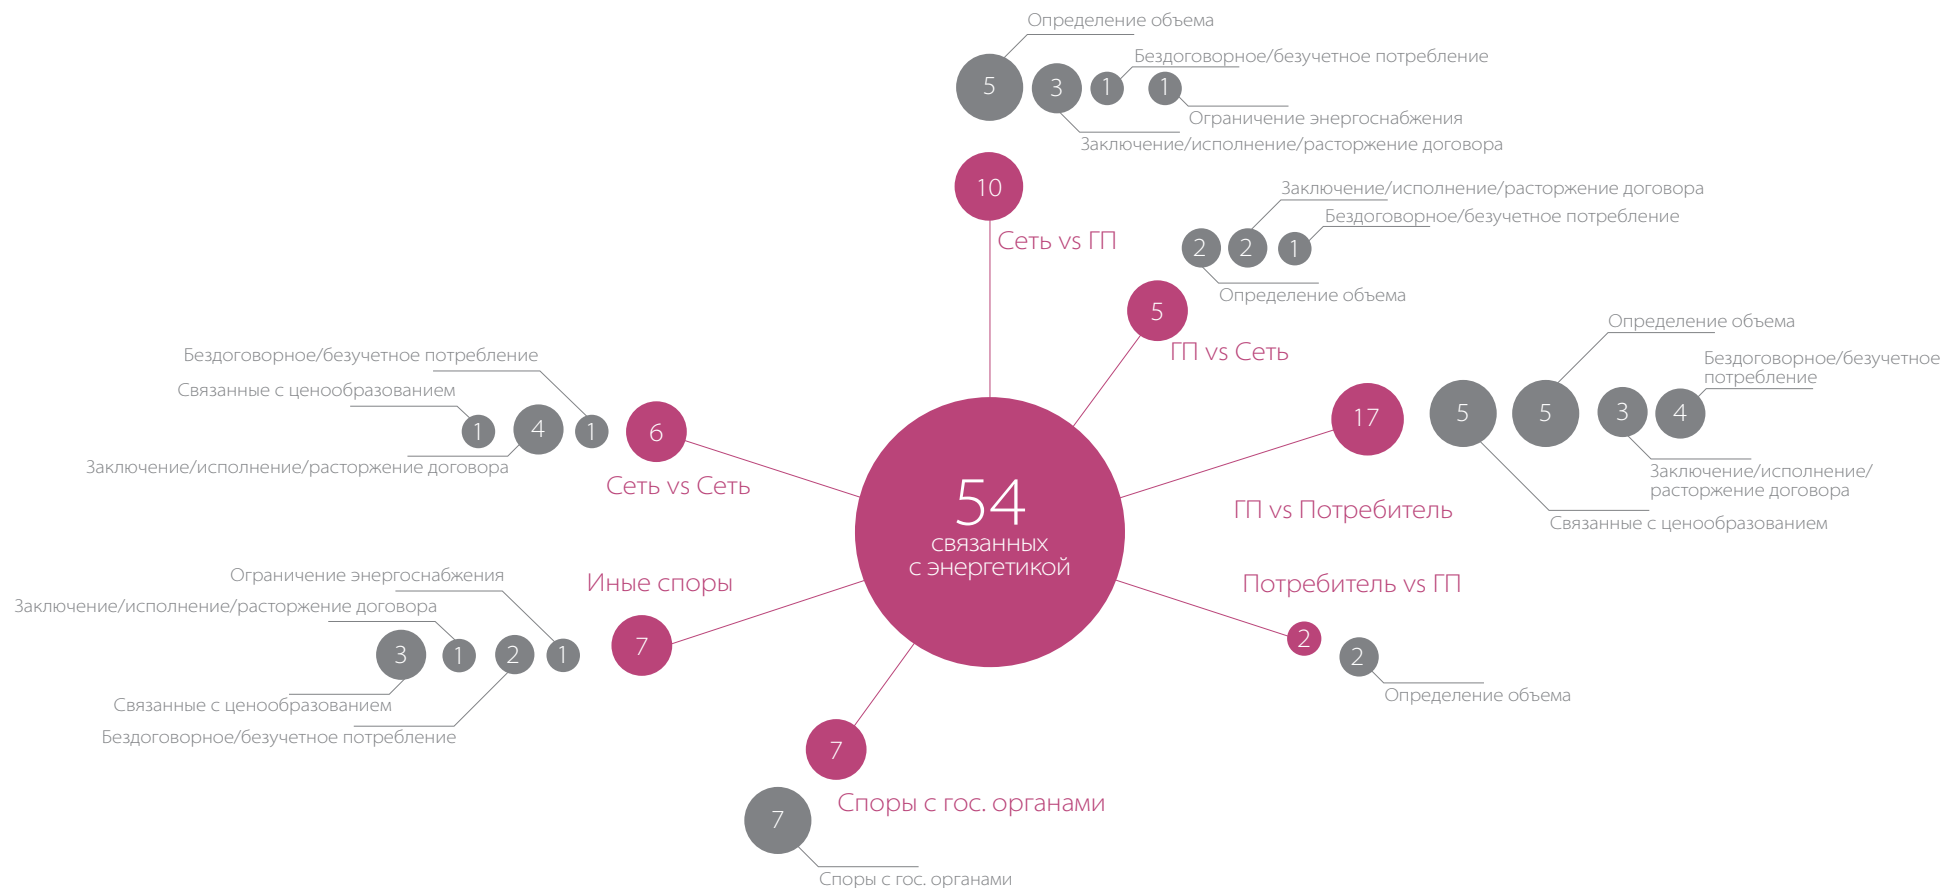 Определение объема
Бездоговорное/безучетное потребление
5
3
1
1
Ограничение энергоснабжения
Заключение/исполнение/расторжение договора
10
Сеть vs ГП
Заключение/исполнение/расторжение договора
Бездоговорное/безучетное потребление
2
2
1
Определение объема
5
ГП vs Сеть
Определение объема
Бездоговорное/безучетное
потребление
17
5
5
3
4
Заключение/исполнение/
расторжение договора
Связанные с ценообразованием
ГП vs Потребитель
Бездоговорное/безучетное потребление
Связанные с ценообразованием
1
4
1
6
Заключение/исполнение/расторжение договора
Сеть vs Сеть
54
связанных
с энергетикой
Потребитель vs ГП
2
2
Определение объема
Иные споры
Ограничение энергоснабжения
Заключение/исполнение/расторжение договора
3
1
2
1
7
Связанные с ценообразованием
Бездоговорное/безучетное потребление
7
Споры с гос. органами
7
Споры с гос. органами